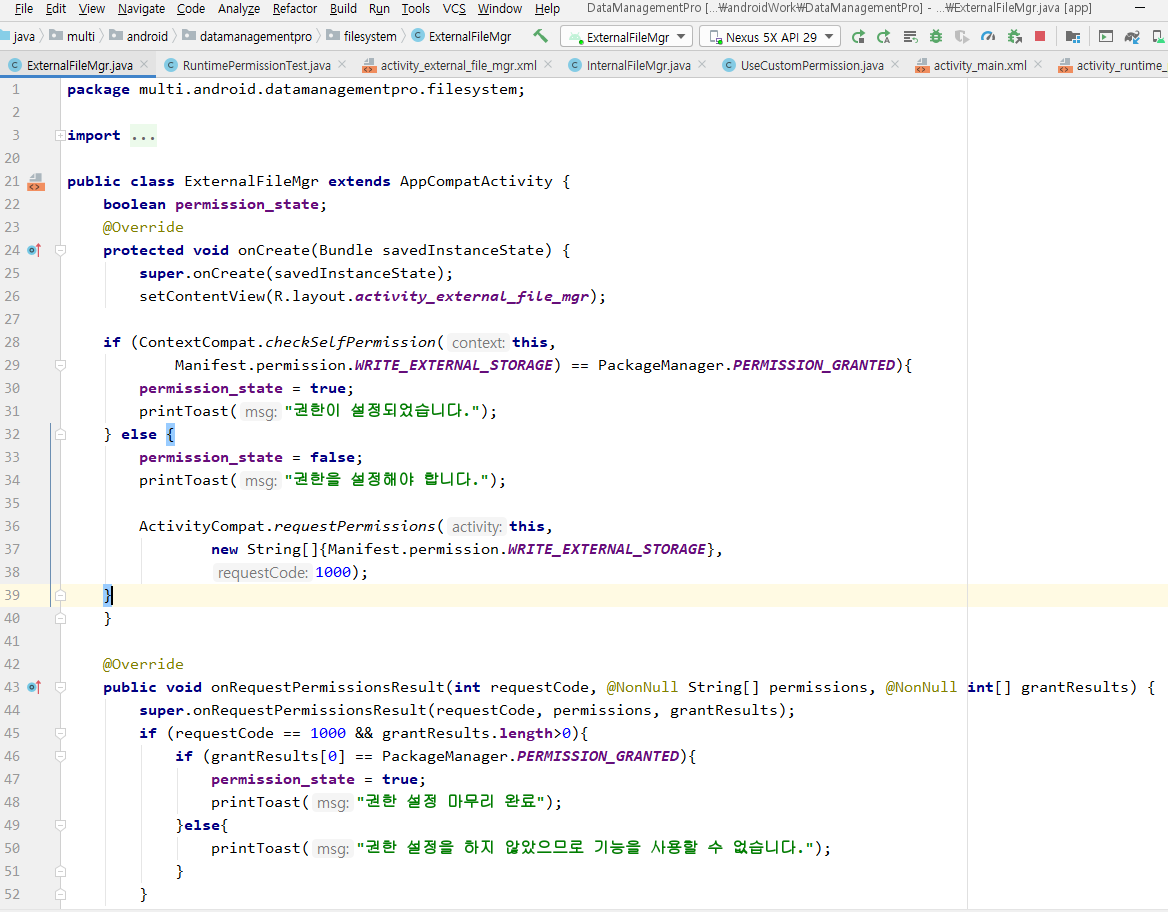 File Edit View Navigate Code Analyze Refactor Build Run Tools VCS Window Help DataManagementPro [...₩androidWork₩DataManagementPro] - ...₩ExternalFileMgr.java [app]
java multi android datamanagementpro filesystem ExternalFileMgr ExternalFileMgr Nexus 5X API 29
ExternalFileMgr.java RuntimePermissionTest.java activity_external_file_mgr.xml InternalFileMgr.java UseCustomPermission.java activity_main.xml activity_runtime_
1 package multi.android.datamanagementpro.filesystem;
2
3 import ...
20
21 public class ExternalFileMgr extends AppCompatActivity {
22 boolean permission_state;
23 @Override
24 protected void onCreate(Bundle savedInstanceState) {
25 super.onCreate(savedInstanceState);
26 setContentView(R.layout.activity_external_file_mgr);
27
28 if (ContextCompat.checkSelfPermission( context: this,
29 Manifest.permission.WRITE_EXTERNAL_STORAGE) == PackageManager.PERMISSION_GRANTED){
30 permission_state = true;
31 printToast( msg: "권한이 설정되었습니다.");
32 } else {
33 permission_state = false;
34 printToast( msg: "권한을 설정해야 합니다.");
35
36 ActivityCompat.requestPermissions( activity: this,
37 new String[]{Manifest.permission.WRITE_EXTERNAL_STORAGE},
38 requestCode: 1000);
39 }
40 }
41
42 @Override
43 public void onRequestPermissionsResult(int requestCode, @NonNull String[] permissions, @NonNull int[] grantResults) {
44 super.onRequestPermissionsResult(requestCode, permissions, grantResults);
45 if (requestCode == 1000 && grantResults.length>0){
46 if (grantResults[0] == PackageManager.PERMISSION_GRANTED){
47 permission_state = true;
48 printToast( msg: "권한 설정 마무리 완료");
49 }else{
50 printToast( msg: "권한 설정을 하지 않았으므로 기능을 사용할 수 없습니다.");
51 }
52 }